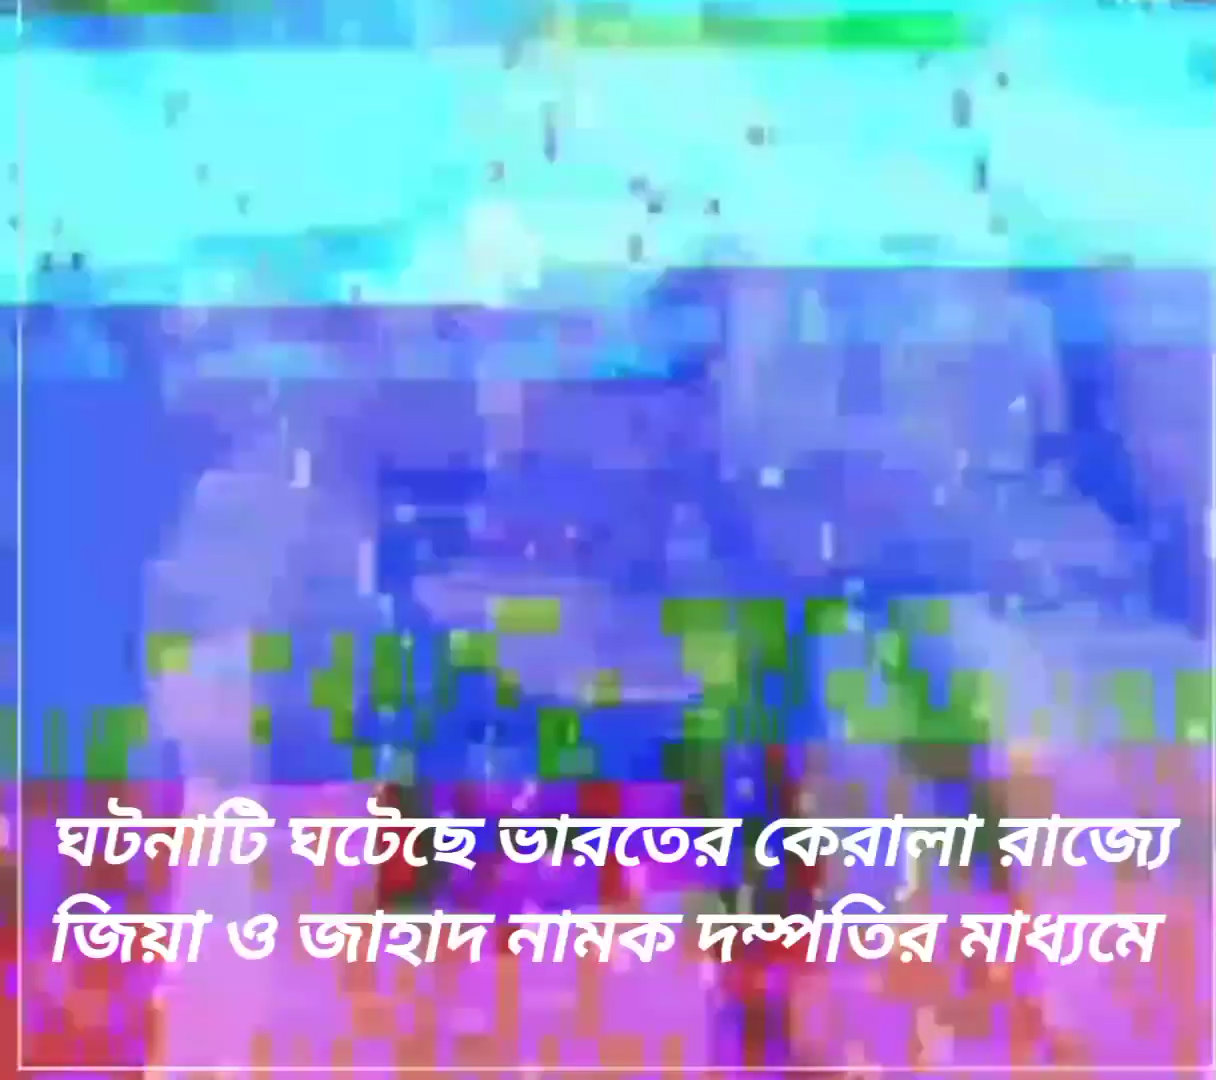 ঘটনাটি ঘটেছে ভারতের কেরালা রাজ্যে
জিয়া ও জাহাদ নামক দম্পতির মাধ্যমে